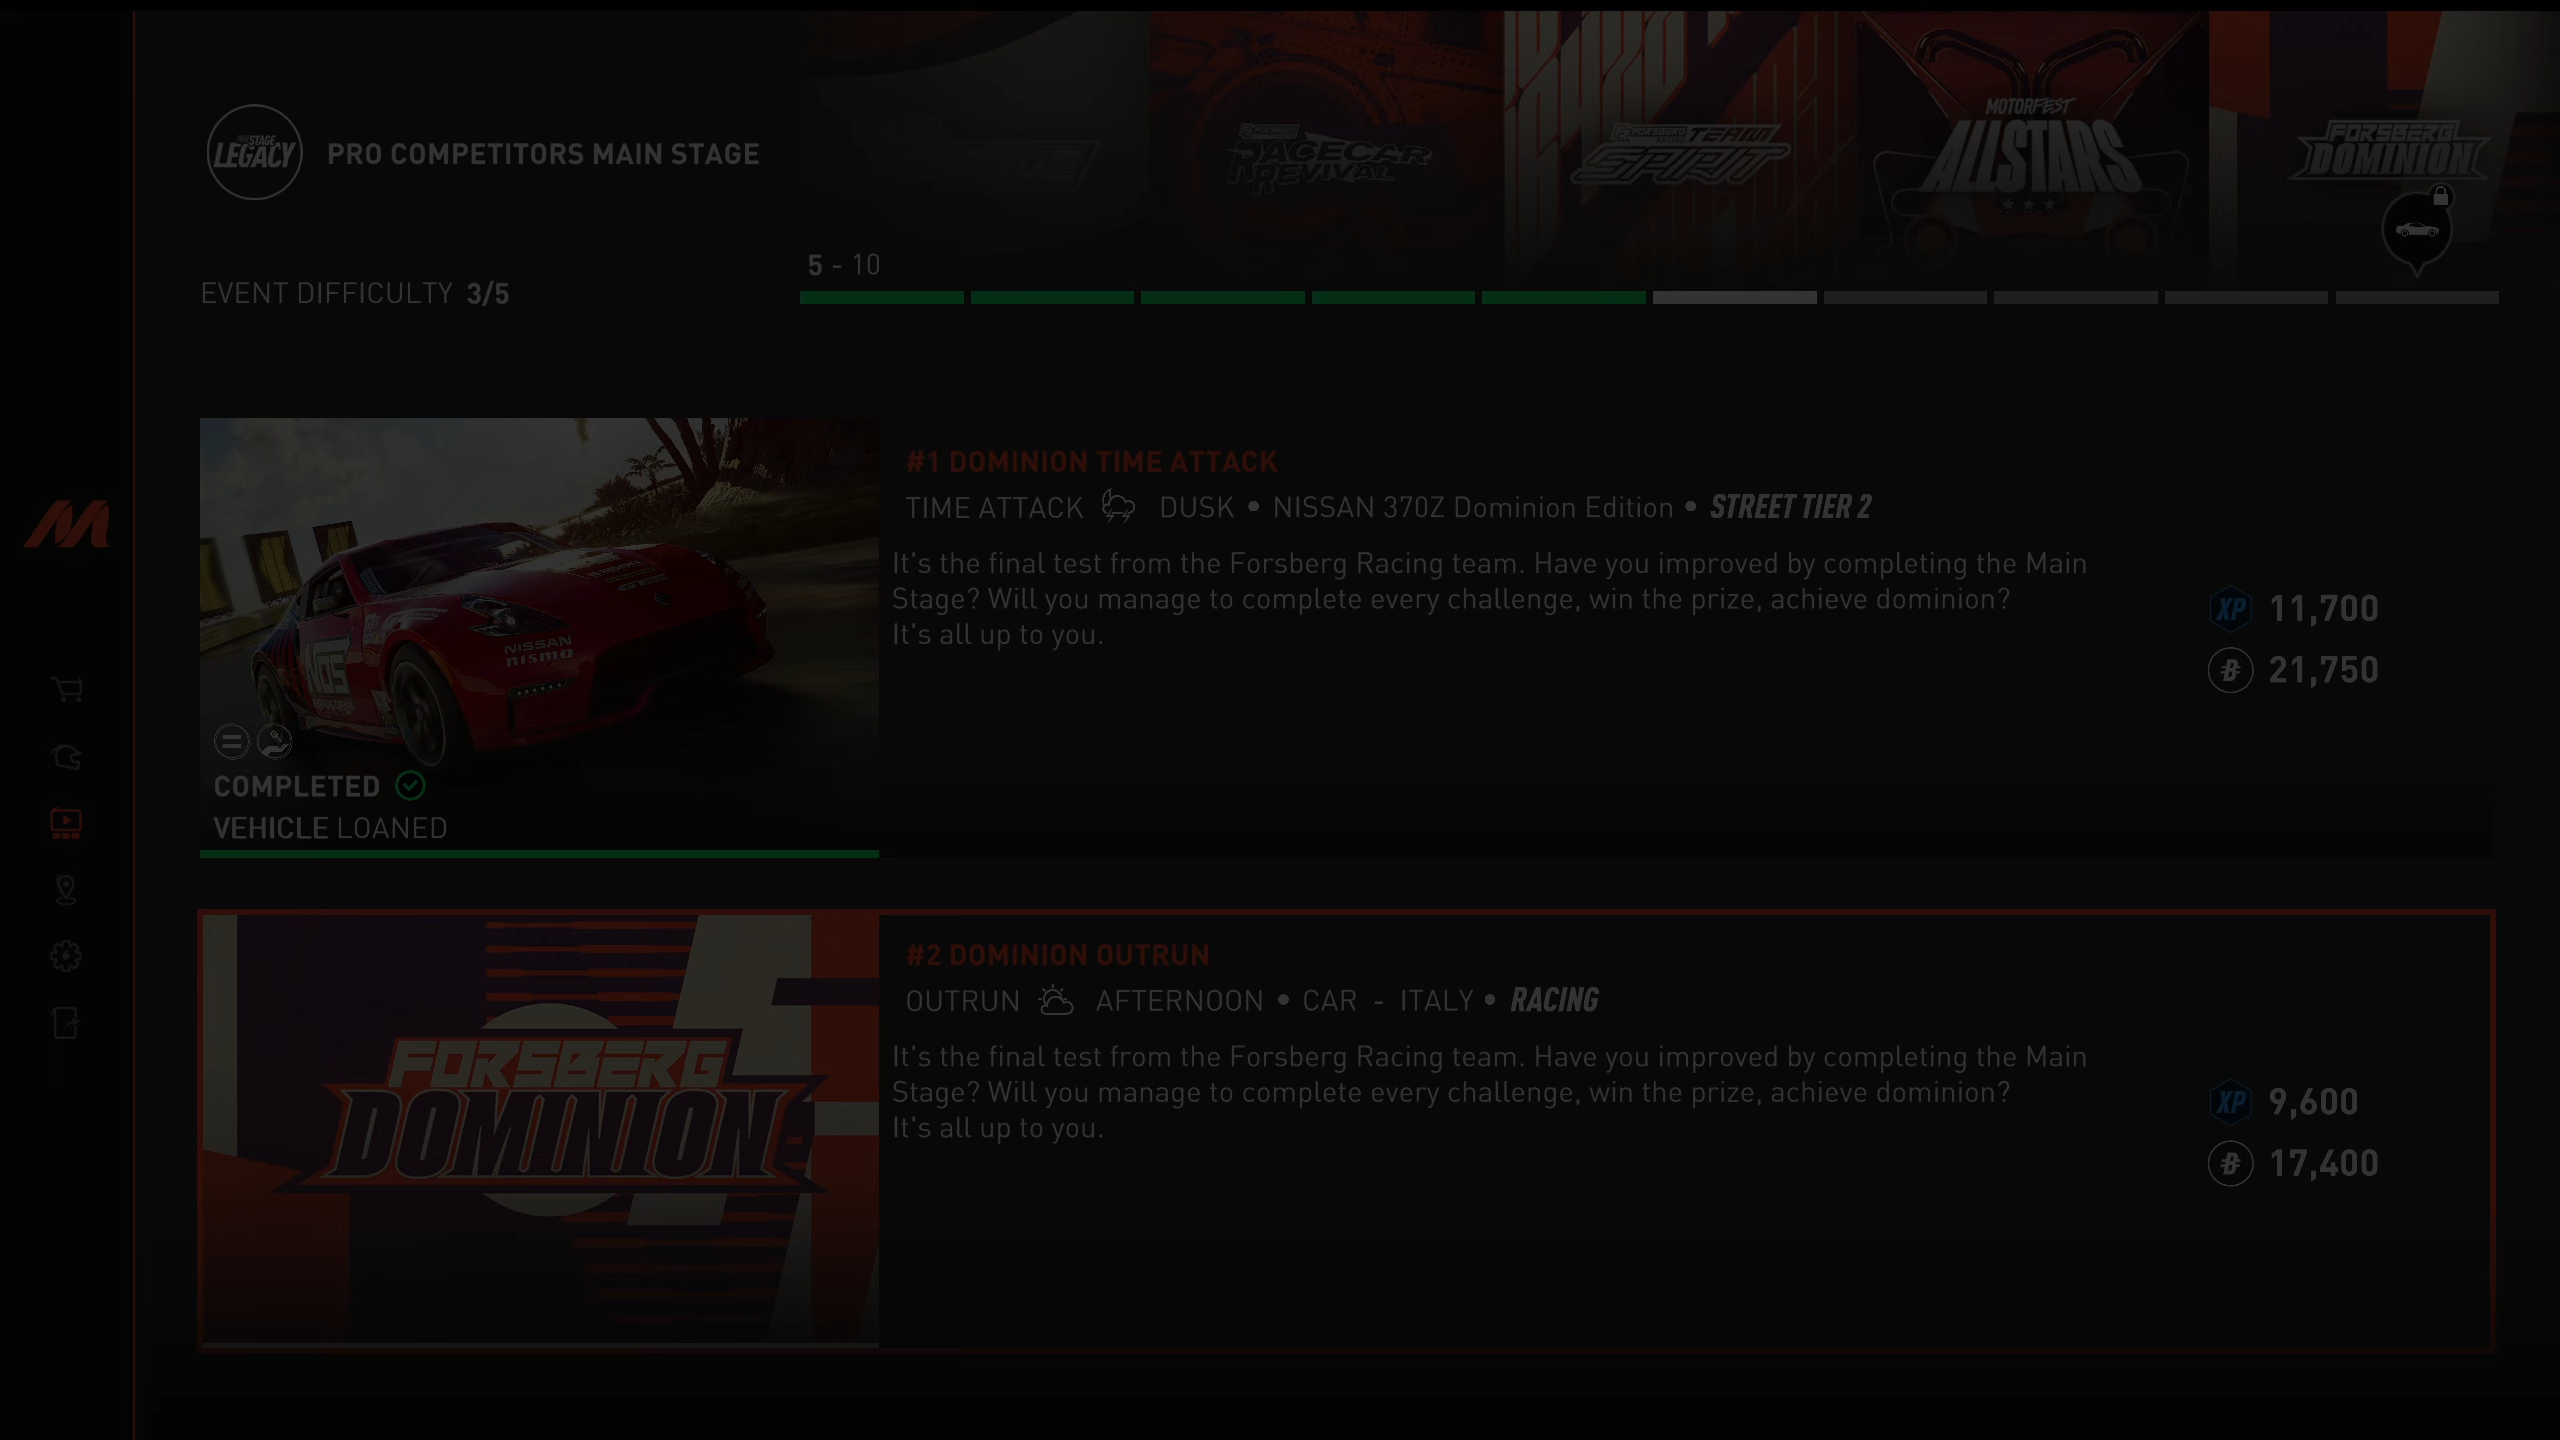 MAIN STAGE
LEGACY
PRO COMPETITORS MAIN STAGE
FORSBERG
RACECAR
REVIVAL
FORSBERG
TEAM
SPIRIT
MOTORFEST
ALLSTARS
FORSBERG
DOMINION
5 - 10
EVENT DIFFICULTY 3/5
NISSAN
nismo
NOS
COMPLETED
VEHICLE LOANED
#1 DOMINION TIME ATTACK
TIME ATTACK DUSK • NISSAN 370Z Dominion Edition • STREET TIER 2
It's the final test from the Forsberg Racing team. Have you improved by completing the Main
Stage? Will you manage to complete every challenge, win the prize, achieve dominion?
It's all up to you.
XP 11,700
21,750
FORSBERG
DOMINION
#2 DOMINION OUTRUN
OUTRUN AFTERNOON • CAR - ITALY • RACING
It's the final test from the Forsberg Racing team. Have you improved by completing the Main
Stage? Will you manage to complete every challenge, win the prize, achieve dominion?
It's all up to you.
XP 9,600
17,400